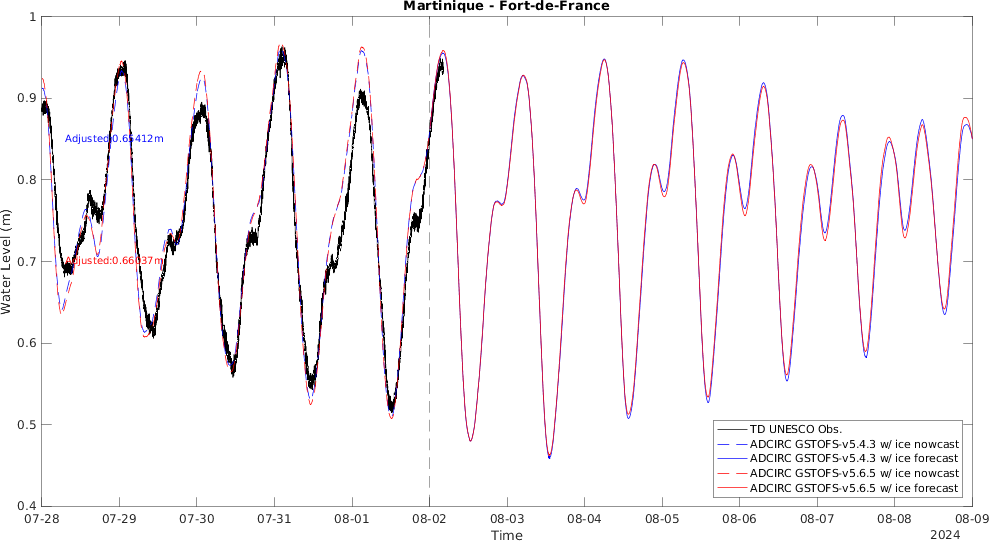 Martinique - Fort-de-France
Water Level (m)
1
0.9
0.8
0.7
0.6
0.5
0.4
Adjusted:0.65412m
Adjusted:0.66037m
TD UNESCO Obs.
ADCIRC GSTOFS-v5.4.3 w/ ice nowcast
ADCIRC GSTOFS-v5.4.3 w/ ice forecast
ADCIRC GSTOFS-v5.6.5 w/ ice nowcast
ADCIRC GSTOFS-v5.6.5 w/ ice forecast
07-28 07-29 07-30 07-31 08-01 08-02 08-03 08-04 08-05 08-06 08-07 08-08 08-09
Time
2024